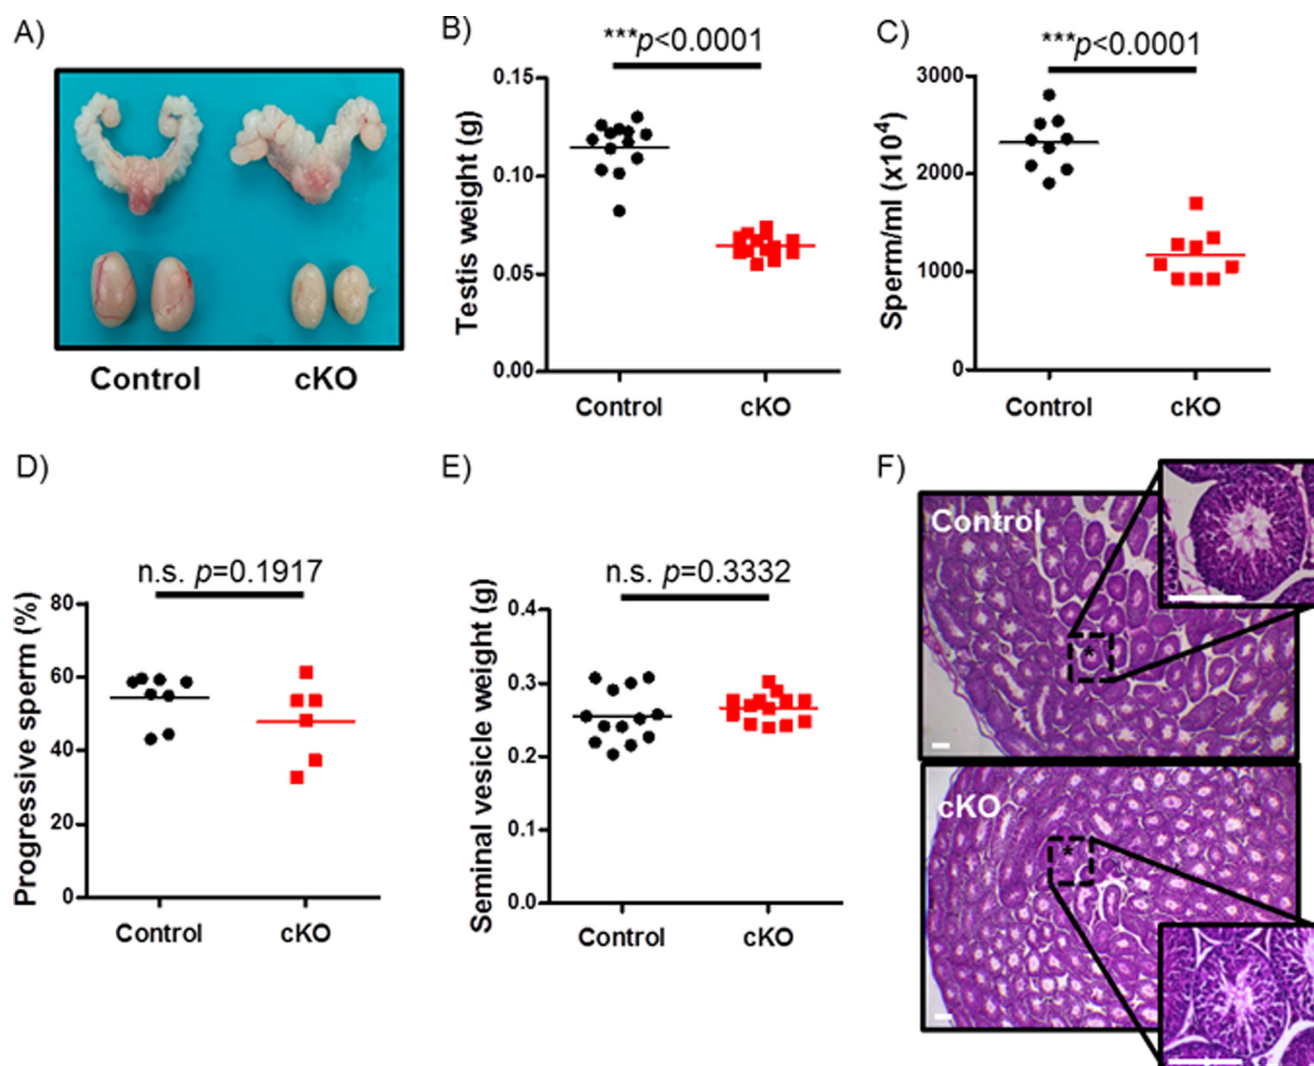 A)
Control
cKO
B)
***p<0.0001
Testis weight (g)
0.15
0.10
0.05
0.00
Control
cKO
C)
***p<0.0001
Sperm/ml (x10⁴)
3000
2000
1000
0
Control
cKO
D)
n.s. p=0.1917
Progressive sperm (%)
80
60
40
20
0
Control
cKO
E)
n.s. p=0.3332
Seminal vesicle weight (g)
0.4
0.3
0.2
0.1
0.0
Control
cKO
F)
Control
*
cKO
*